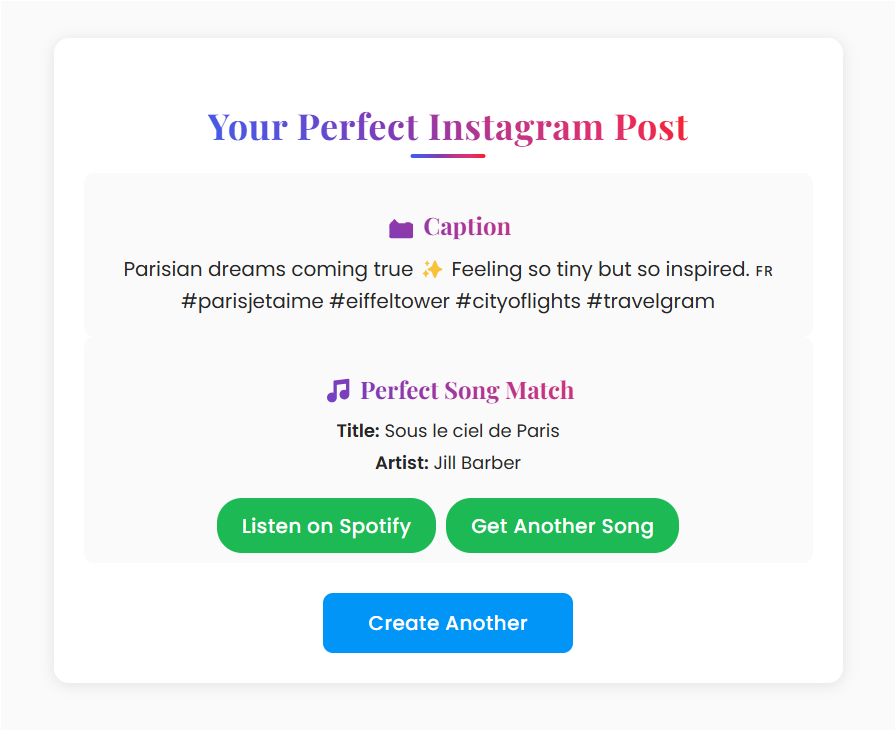 Your Perfect Instagram Post
Caption
Parisian dreams coming true ✨ Feeling so tiny but so inspired. FR
#parisjetaime #eiffeltower #cityoflights #travelgram
Perfect Song Match
Title: Sous le ciel de Paris
Artist: Jill Barber
Listen on Spotify
Get Another Song
Create Another